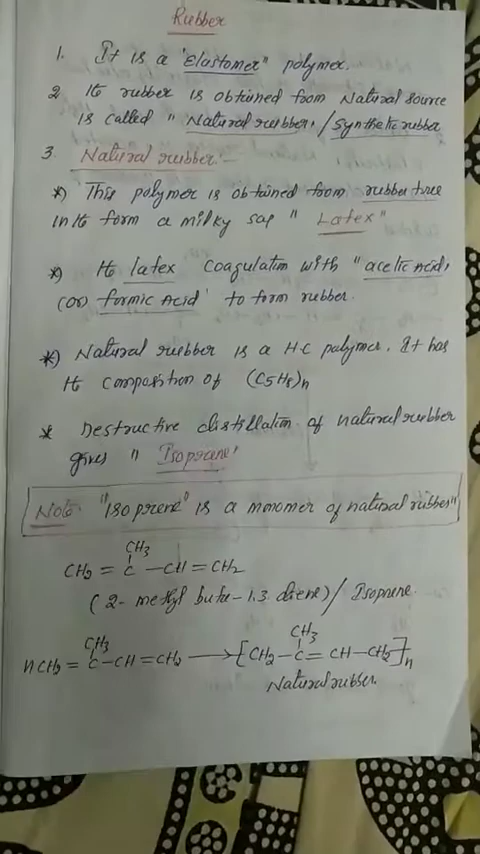 Rubber
1. It is a "Elastomer" polymer.
2. It rubber is obtained from Natural source
is called "Natural rubber, / Synthetic rubber
3. Natural rubber:-
*) This polymer is obtained from rubber tree
in it form a milky sap "Latex"
*) It latex coagulation with "acetic Acid,
(or) formic Acid' to form rubber.
*) Natural rubber is a H-C polymer. It has
It composition of (C5H8)n
* Destructive distillation of natural rubber
gives "Isoprene'
Note: "Isoprene" is a monomer of natural rubber"
CH3
CH2 = C - CH = CH2
(2- methyl buta-1,3 diene) / Isoprene.
CH3 CH3
nCH2 = C-CH=CH2 → [CH2-C=CH-CH2]n
Natural rubber.